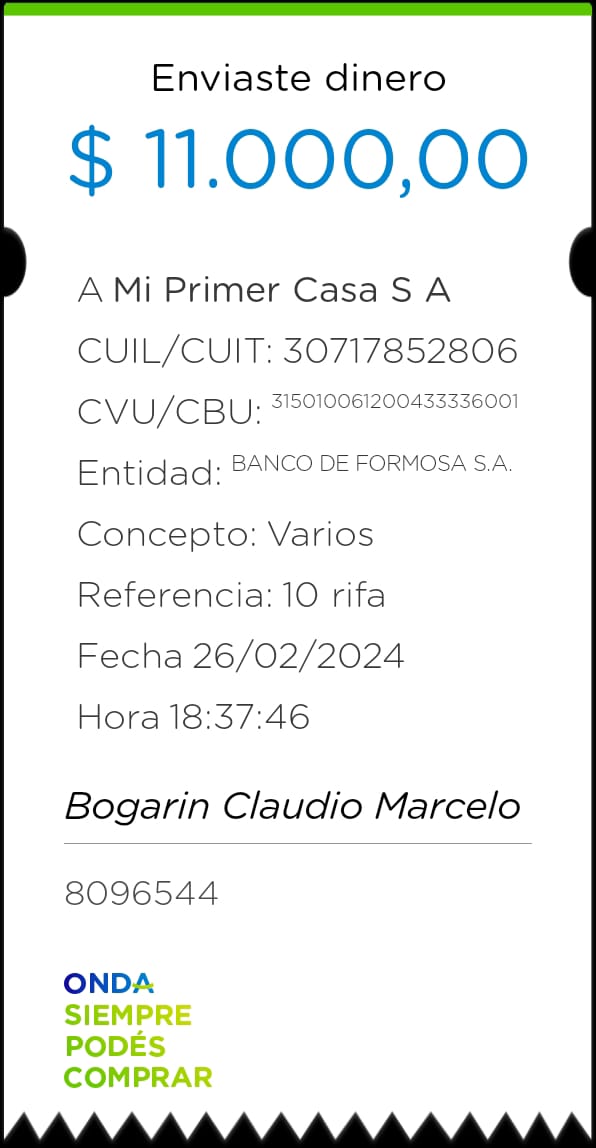 Enviaste dinero
$ 11.000,00
A Mi Primer Casa S A
CUIL/CUIT: 30717852806
CVU/CBU: 315010061200433336001
Entidad: BANCO DE FORMOSA S.A.
Concepto: Varios
Referencia: 10 rifa
Fecha 26/02/2024
Hora 18:37:46
Bogarin Claudio Marcelo
8096544
ONDA
SIEMPRE
PODÉS
COMPRAR